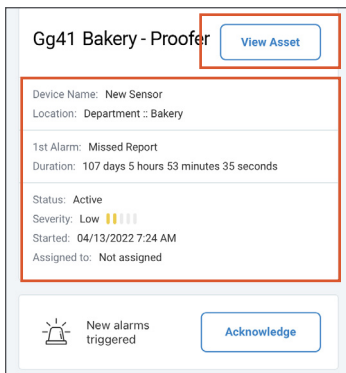 Gg41 Bakery - Proofer
View Asset
Device Name: New Sensor
Location: Department :: Bakery
1st Alarm: Missed Report
Duration: 107 days 5 hours 53 minutes 35 seconds
Status: Active
Severity: Low
Started: 04/13/2022 7:24 AM
Assigned to: Not assigned
New alarms
triggered
Acknowledge